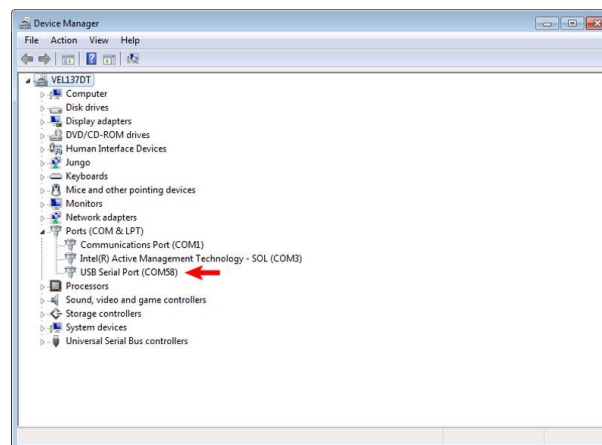 Device Manager
File Action View Help
VEL137DT
Computer
Disk drives
Display adapters
DVD/CD-ROM drives
Human Interface Devices
Jungo
Keyboards
Mice and other pointing devices
Monitors
Network adapters
Ports (COM & LPT)
Communications Port (COM1)
Intel(R) Active Management Technology - SOL (COM3)
USB Serial Port (COM58)
Processors
Sound, video and game controllers
Storage controllers
System devices
Universal Serial Bus controllers